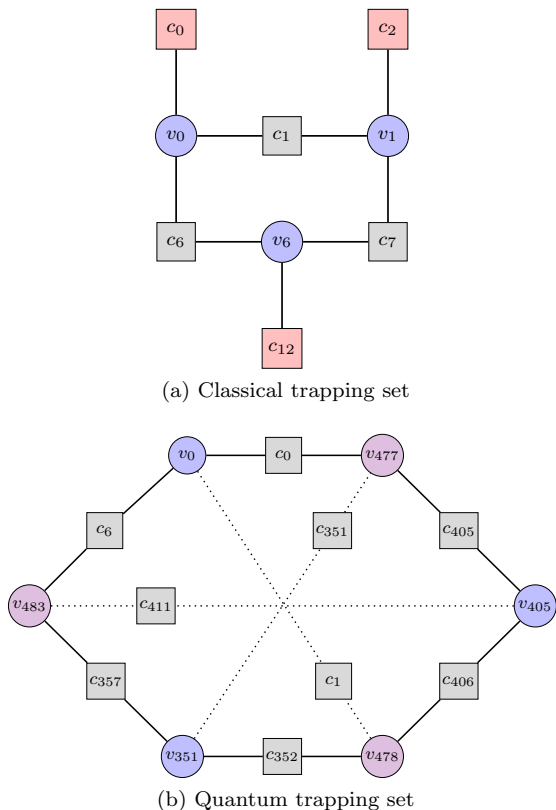 c0 c2
v0 c1 v1
c6 v6 c7
c12
(a) Classical trapping set
v0 c0 v477
c6 c351 c405
v483 c411 v405
c357 c1 c406
v351 c352 v478
(b) Quantum trapping set